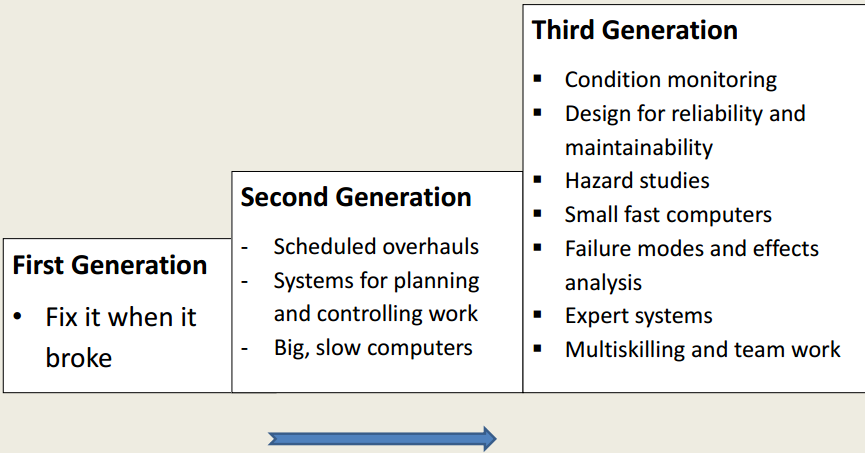 First Generation
• Fix it when it
broke
Second Generation
- Scheduled overhauls
- Systems for planning
and controlling work
- Big, slow computers
Third Generation
▪ Condition monitoring
▪ Design for reliability and
maintainability
▪ Hazard studies
▪ Small fast computers
▪ Failure modes and effects
analysis
▪ Expert systems
▪ Multiskilling and team work